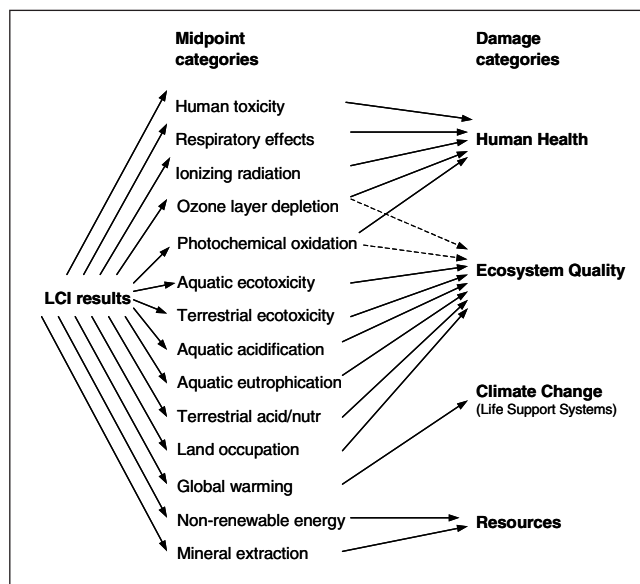 Midpoint
categories
Damage
categories
Human toxicity
Respiratory effects
Human Health
Ionizing radiation
Ozone layer depletion
Photochemical oxidation
Ecosystem Quality
Aquatic ecotoxicity
LCI results
Terrestrial ecotoxicity
Aquatic acidification
Aquatic eutrophication
Climate Change
(Life Support Systems)
Terrestrial acid/nutr
Land occupation
Global warming
Non-renewable energy
Resources
Mineral extraction